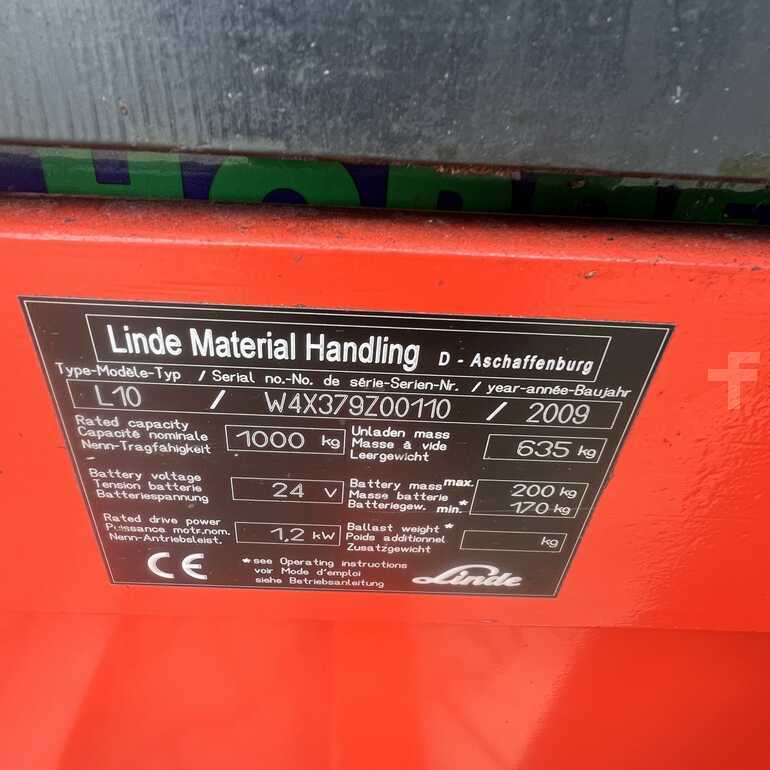 Linde Material Handling D - Aschaffenburg
Type-Modèle-Typ / Serial no.-No. de série-Serien-Nr. / year-année-Baujahr
L10 / W4X379Z00110 / 2009
Rated capacity
Capacité nominale
Nenn-Tragfähigkeit
1000 kg
Unladen mass
Masse à vide
Leergewicht
635 kg
Battery voltage
Tension batterie
Batteriespannung
24 V
Battery mass max.
Masse batterie
Batteriegew. min.*
200 kg
170 kg
Rated drive power
Puissance motr.nom.
Nenn-Antriebsleist.
1,2 kW
Ballast weight *
Poids additionnel
Zusatzgewicht
kg
CE
*see Operating instructions
voir Mode d'emploi
siehe Betriebsanleitung
Linde